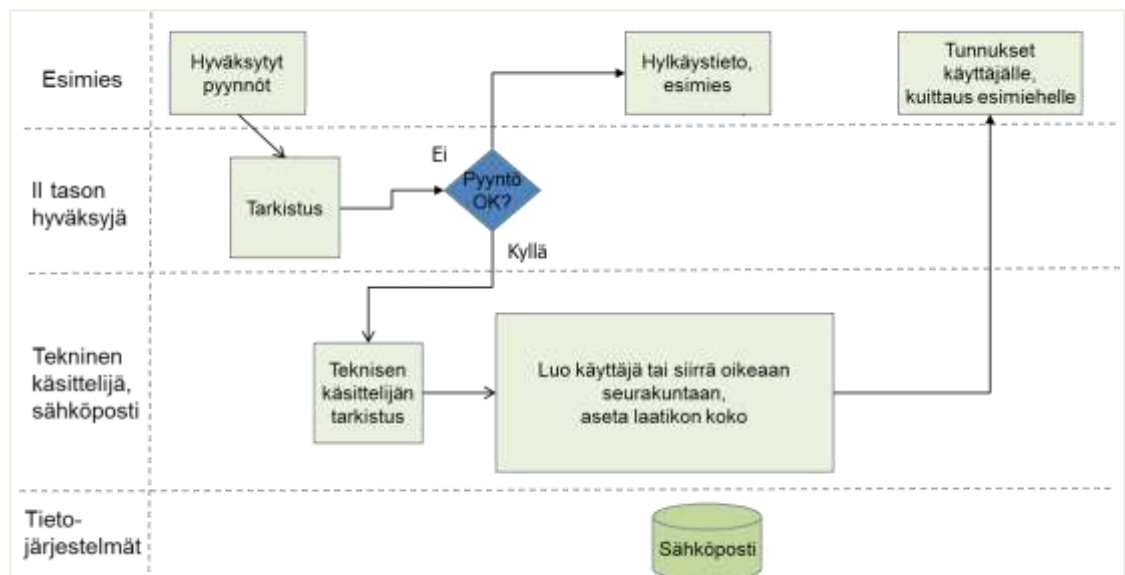 Esimies
Hyväksytyt
pyynnöt
Hylkäystieto,
esimies
Tunnukset
käyttäjälle,
kuittaus esimiehelle
II tason
hyväksyjä
Tarkistus
Ei
Pyyntö
OK?
Kyllä
Tekninen
käsittelijä,
sähköposti
Teknisen
käsittelijän
tarkistus
Luo käyttäjä tai siirrä oikeaan
seurakuntaan,
aseta laatikon koko
Tieto-
järjestelmät
Sähköposti